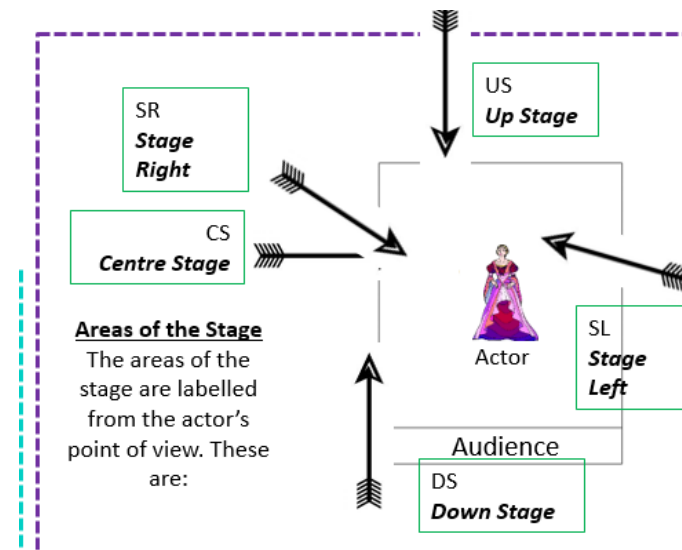 US
Up Stage
SR
Stage
Right
CS
Centre Stage
Areas of the Stage
The areas of the
stage are labelled
from the actor’s
point of view. These
are:
Actor
SL
Stage
Left
Audience
DS
Down Stage